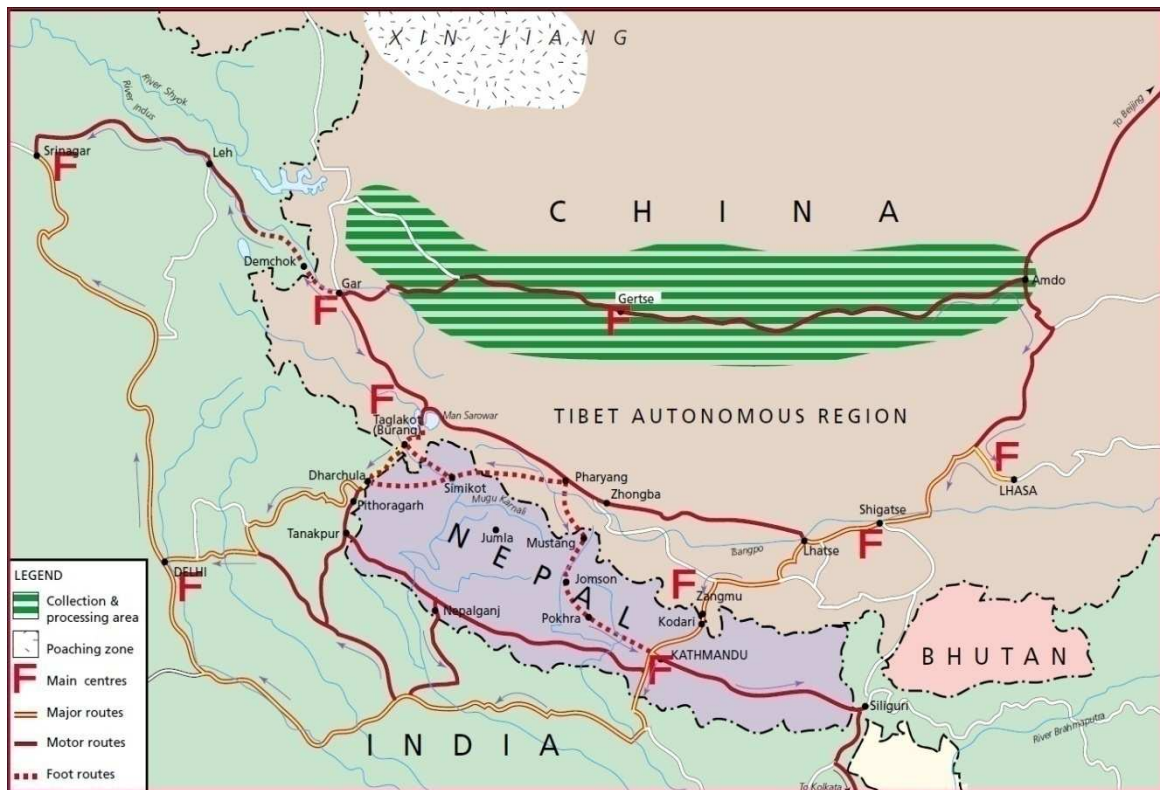 XIN JIANG
To Beijing
River Shyok
River Indus
Srinagar
F
Leh
CHINA
Demchok
Gar
F
Gertse
F
Amdo
F
Taglakot
(Burang)
Man Sarowar
TIBET AUTONOMOUS REGION
F
LHASA
Dharchula
Simikot
Pharyang
Zhongba
Pithoragarh
Mugu Karnali
Shigatse
F
Tanakpur
Jumla
Mustang
Tsangpo
Lhatse
NEPAL
DELHI
F
Jomson
F
Zangmu
Nepalganj
Pokhra
Kodari
BHUTAN
KATHMANDU
F
Siliguri
River Brahmaputra
INDIA
To Kolkata
LEGEND
Collection &
processing area
Poaching zone
F Main centres
Major routes
Motor routes
Foot routes